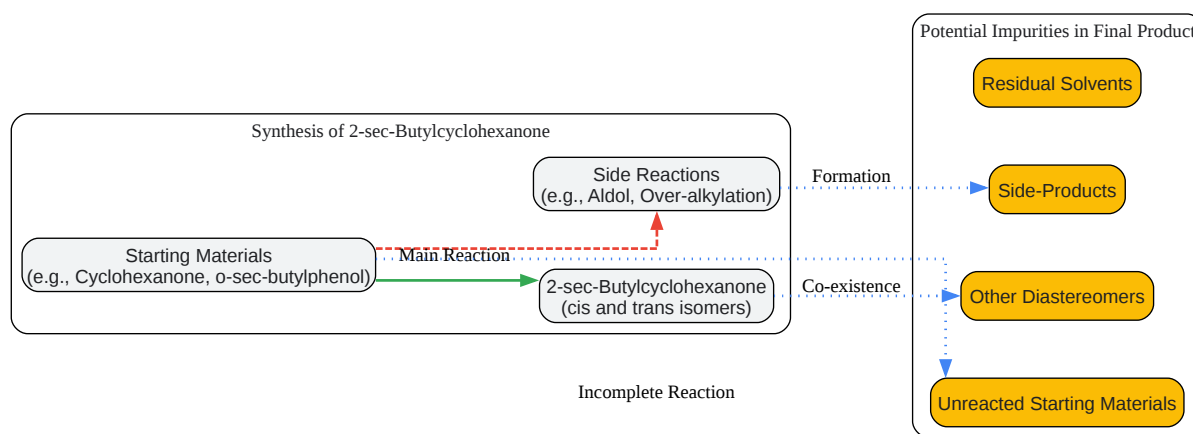 Potential Impurities in Final Product
Residual Solvents
Synthesis of 2-sec-Butylcyclohexanone
Side Reactions
(e.g., Aldol, Over-alkylation)
Formation
Side-Products
Starting Materials
(e.g., Cyclohexanone, o-sec-butylphenol)
Main Reaction
2-sec-Butylcyclohexanone
(cis and trans isomers)
Co-existence
Other Diastereomers
Incomplete Reaction
Unreacted Starting Materials